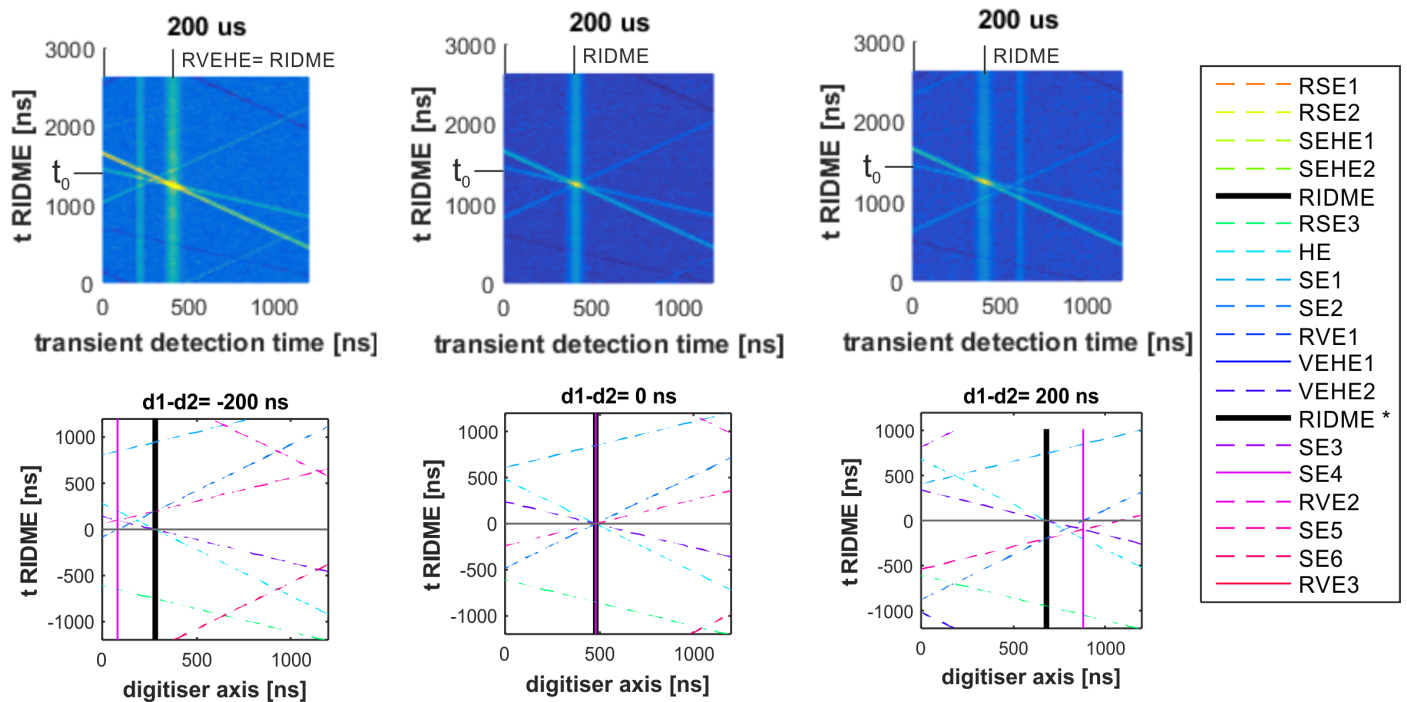 200 us
RVEHE= RIDME
3000
2000
1000
0
t RIDME [ns]
t0
0
500
1000
transient detection time [ns]
200 us
RIDME
3000
2000
1000
0
t RIDME [ns]
t0
0
500
1000
transient detection time [ns]
200 us
RIDME
3000
2000
1000
0
t RIDME [ns]
t0
0
500
1000
transient detection time [ns]
d1-d2= -200 ns
1000
500
0
-500
-1000
t RIDME [ns]
0
500
1000
digitiser axis [ns]
d1-d2= 0 ns
1000
500
0
-500
-1000
t RIDME [ns]
0
500
1000
digitiser axis [ns]
d1-d2= 200 ns
1000
500
0
-500
-1000
t RIDME [ns]
0
500
1000
digitiser axis [ns]
RSE1
RSE2
SEHE1
SEHE2
RIDME
RSE3
HE
SE1
SE2
RVE1
VEHE1
VEHE2
RIDME *
SE3
SE4
RVE2
SE5
SE6
RVE3